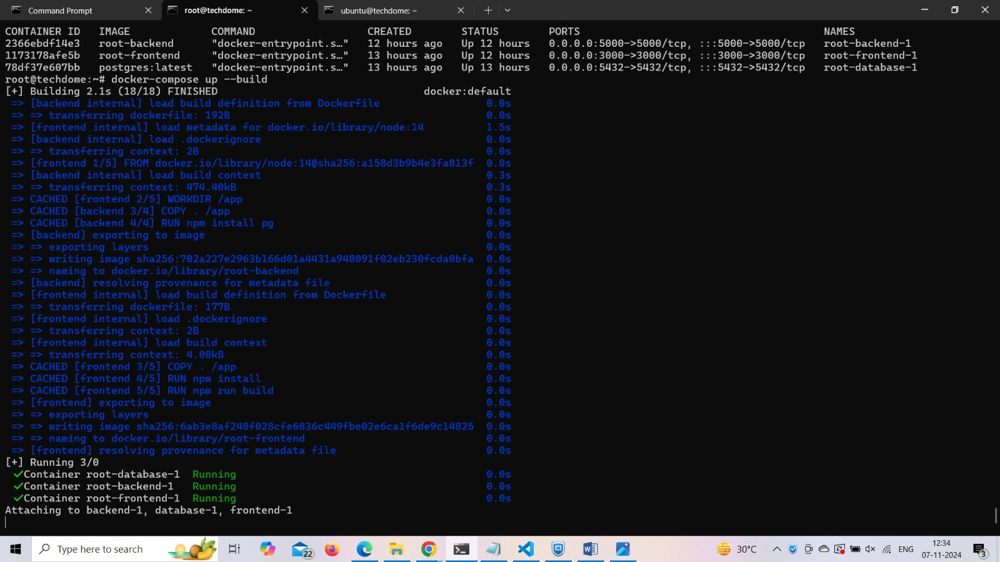 Command Prompt
root@techdome: ~
ubuntu@techdome: ~
CONTAINER ID IMAGE COMMAND CREATED STATUS PORTS NAMES
2366ebdf14e3 root-backend "docker-entrypoint.s…" 12 hours ago Up 12 hours 0.0.0.0:5000->5000/tcp, :::5000->5000/tcp root-backend-1
1173178afe5b root-frontend "docker-entrypoint.s…" 13 hours ago Up 12 hours 0.0.0.0:3000->3000/tcp, :::3000->3000/tcp root-frontend-1
78df37e607bb postgres:latest "docker-entrypoint.s…" 13 hours ago Up 13 hours 0.0.0.0:5432->5432/tcp, :::5432->5432/tcp root-database-1
root@techdome:~# docker-compose up --build
[+] Building 2.1s (18/18) FINISHED docker:default
=> [backend internal] load build definition from Dockerfile 0.0s
=> => transferring dockerfile: 192B 0.0s
=> [frontend internal] load metadata for docker.io/library/node:14 1.5s
=> [backend internal] load .dockerignore 0.0s
=> => transferring context: 2B 0.0s
=> [frontend 1/5] FROM docker.io/library/node:14@sha256:a158d3b9b4e3fa813f 0.0s
=> [backend internal] load build context 0.3s
=> => transferring context: 474.40kB 0.3s
=> CACHED [frontend 2/5] WORKDIR /app 0.0s
=> CACHED [backend 3/4] COPY . /app 0.0s
=> CACHED [backend 4/4] RUN npm install pg 0.0s
=> [backend] exporting to image 0.0s
=> => exporting layers 0.0s
=> => writing image sha256:702a227e2963b166d01a4431a948091f02eb230fcda0bfa 0.0s
=> => naming to docker.io/library/root-backend 0.0s
=> [backend] resolving provenance for metadata file 0.0s
=> [frontend internal] load build definition from Dockerfile 0.0s
=> => transferring dockerfile: 177B 0.0s
=> [frontend internal] load .dockerignore 0.0s
=> => transferring context: 2B 0.0s
=> [frontend internal] load build context 0.0s
=> => transferring context: 4.08kB 0.0s
=> CACHED [frontend 3/5] COPY . /app 0.0s
=> CACHED [frontend 4/5] RUN npm install 0.0s
=> CACHED [frontend 5/5] RUN npm run build 0.0s
=> [frontend] exporting to image 0.0s
=> => exporting layers 0.0s
=> => writing image sha256:6ab3e8af248f028cfe6836c449fbe02e6ca1f6de9c14825 0.0s
=> => naming to docker.io/library/root-frontend 0.0s
=> [frontend] resolving provenance for metadata file 0.0s
[+] Running 3/0
✓Container root-database-1 Running 0.0s
✓Container root-backend-1 Running 0.0s
✓Container root-frontend-1 Running 0.0s
Attaching to backend-1, database-1, frontend-1
Type here to search
22
30°C
ENG
12:34
07-11-2024
3